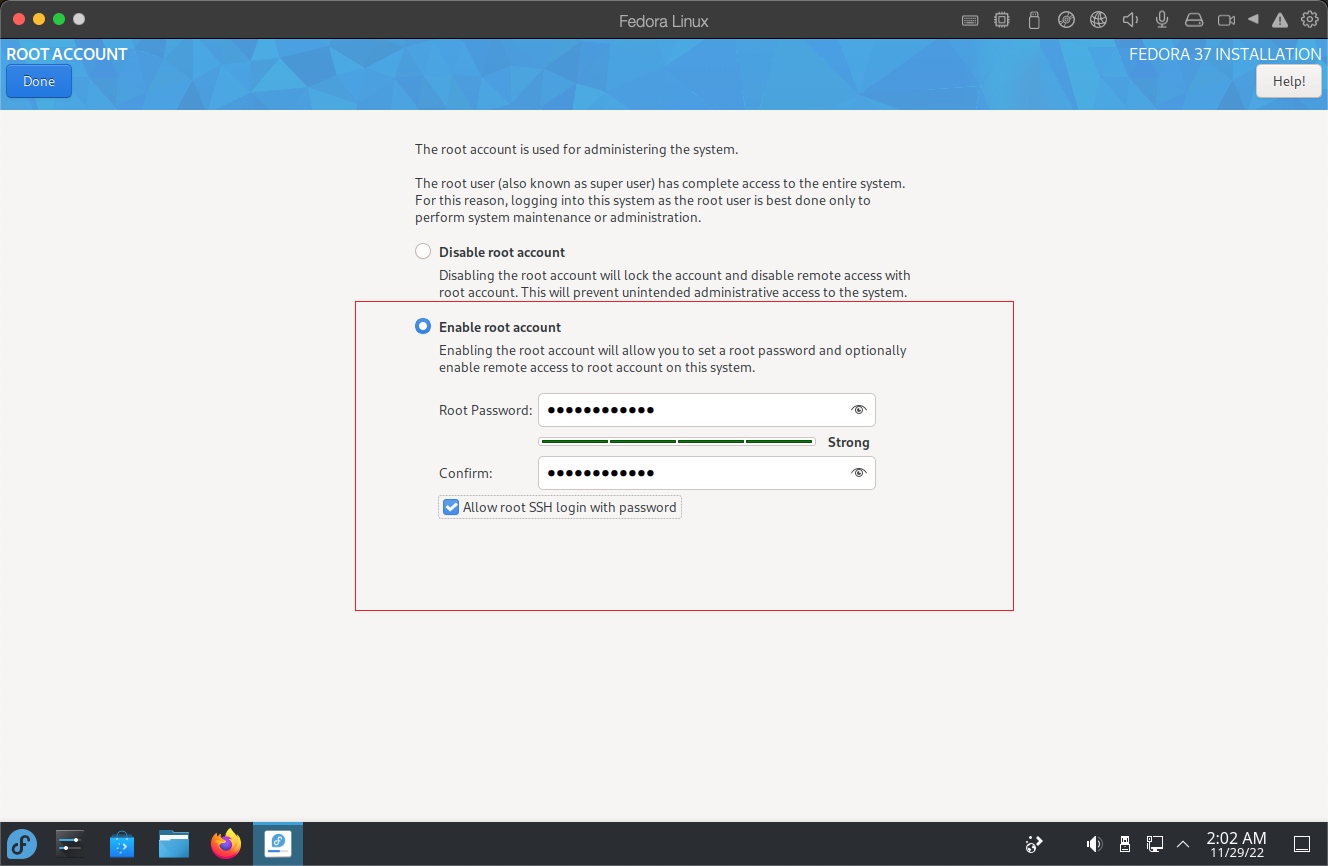 Fedora Linux
ROOT ACCOUNT
FEDORA 37 INSTALLATION
Done
Help!
The root account is used for administering the system.
The root user (also known as super user) has complete access to the entire system.
For this reason, logging into this system as the root user is best done only to
perform system maintenance or administration.
Disable root account
Disabling the root account will lock the account and disable remote access with
root account. This will prevent unintended administrative access to the system.
Enable root account
Enabling the root account will allow you to set a root password and optionally
enable remote access to root account on this system.
Root Password: ●●●●●●●●●●●●
Strong
Confirm: ●●●●●●●●●●●●
Allow root SSH login with password
2:02 AM
11/29/22